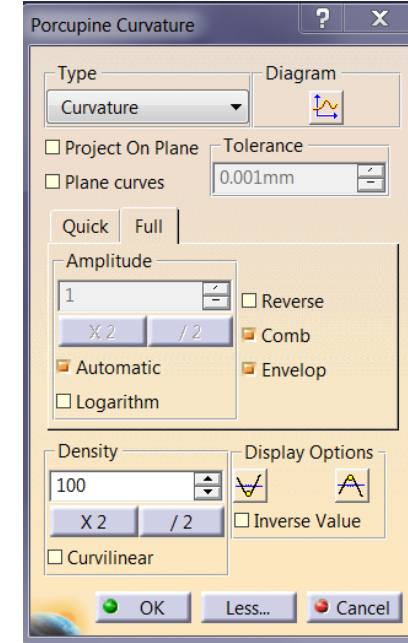 Porcupine Curvature ? X
Type Diagram
Curvature
Project On Plane Tolerance
Plane curves 0.001mm
Quick Full
Amplitude
1 Reverse
X 2 / 2 Comb
Automatic Envelop
Logarithm
Density Display Options
100
X 2 / 2 Inverse Value
Curvilinear
OK Less... Cancel